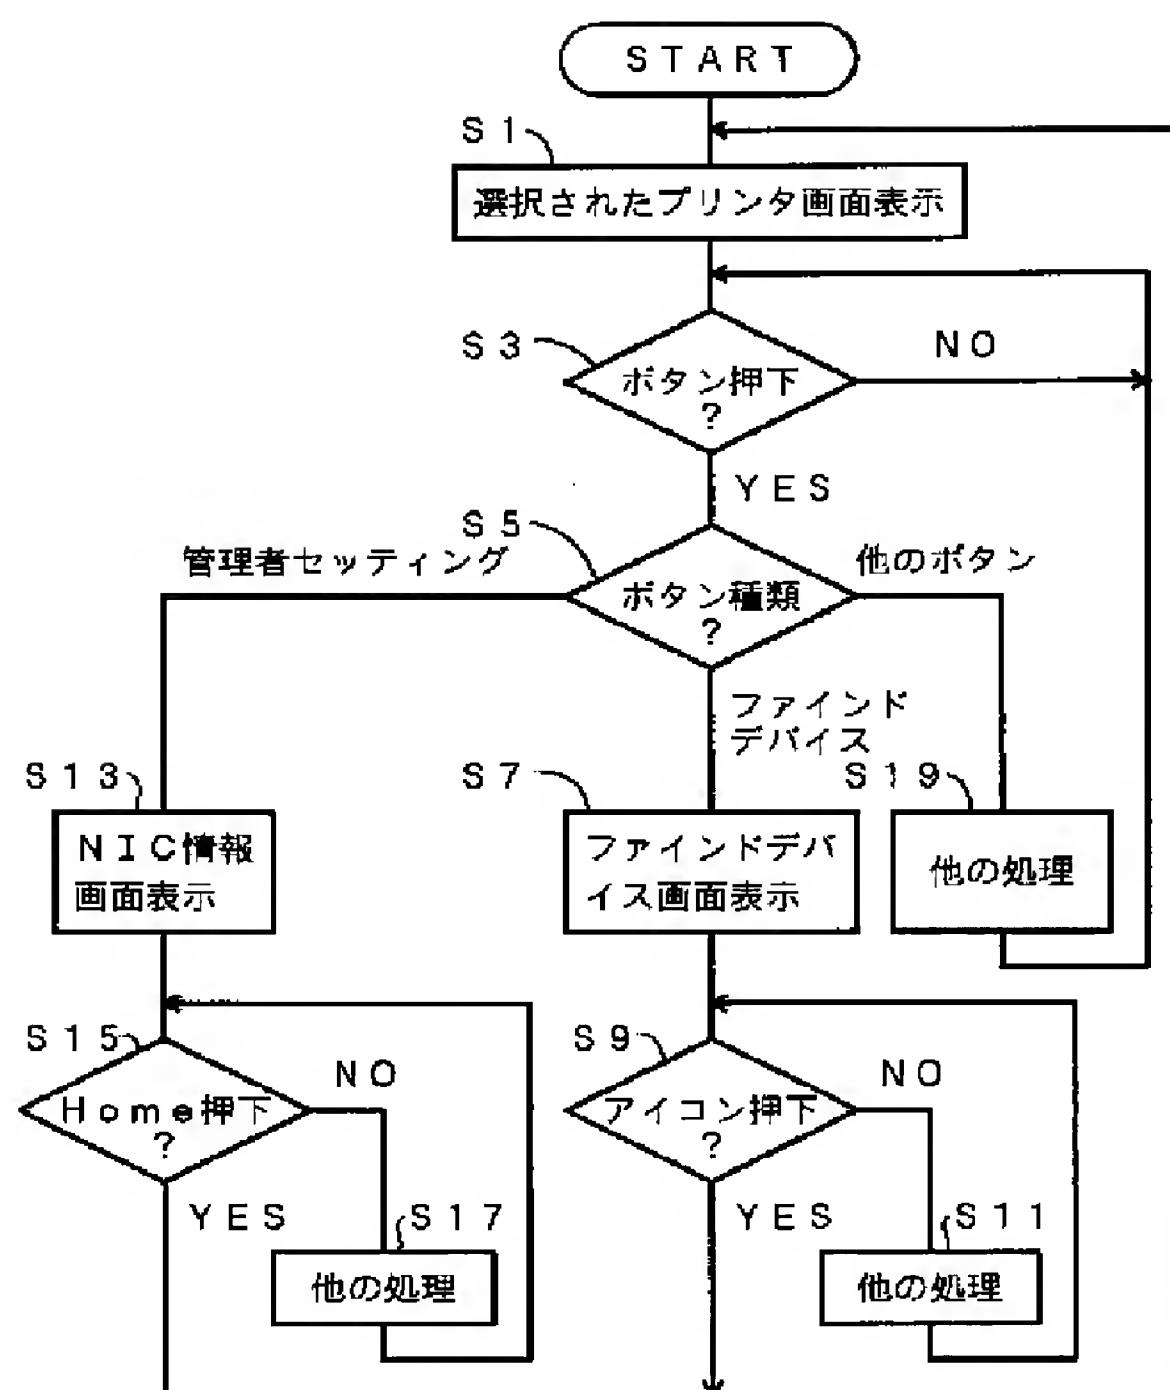 START
S1
選択されたプリンタ画面表示
S3
NO
ボタン押下
?
YES
S5
管理者セッティング
他のボタン
ボタン種類
?
ファインド
デバイス
S13
S7
S19
NIC情報
画面表示
ファインドデバ
イス画面表示
他の処理
S15
NO
Home押下
?
S9
NO
アイコン押下
?
YES
S17
YES
S11
他の処理
他の処理